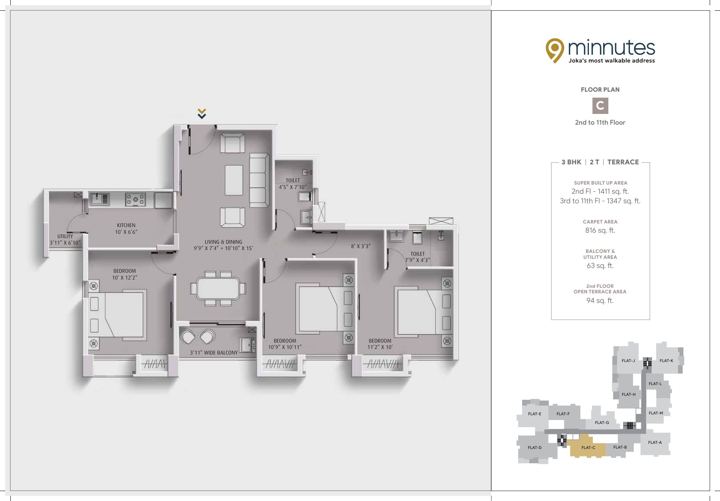 9 minnutes
Joka's most walkable address
FLOOR PLAN
C
2nd to 11th Floor
3 BHK | 2 T | TERRACE
SUPER BUILT UP AREA
2nd Fl - 1411 sq. ft.
3rd to 11th Fl - 1347 sq. ft.
CARPET AREA
816 sq. ft.
BALCONY &
UTILITY AREA
63 sq. ft.
2nd FLOOR
OPEN TERRACE AREA
94 sq. ft.
TOILET
4'5" X 7'10"
KITCHEN
10' X 6'6"
UTILITY
3'11" X 6'10"
LIVING & DINING
9'9" X 7'4" + 10'10" X 15'
8' X 3'3"
TOILET
7'9" X 4'3"
BEDROOM
10' X 12'2"
3'11" WIDE BALCONY
BEDROOM
10'9" X 10'11"
BEDROOM
11'2" X 10'
FLAT-J
FLAT-K
FLAT-L
FLAT-H
FLAT-M
FLAT-E
FLAT-F
FLAT-G
FLAT-D
FLAT-C
FLAT-B
FLAT-A